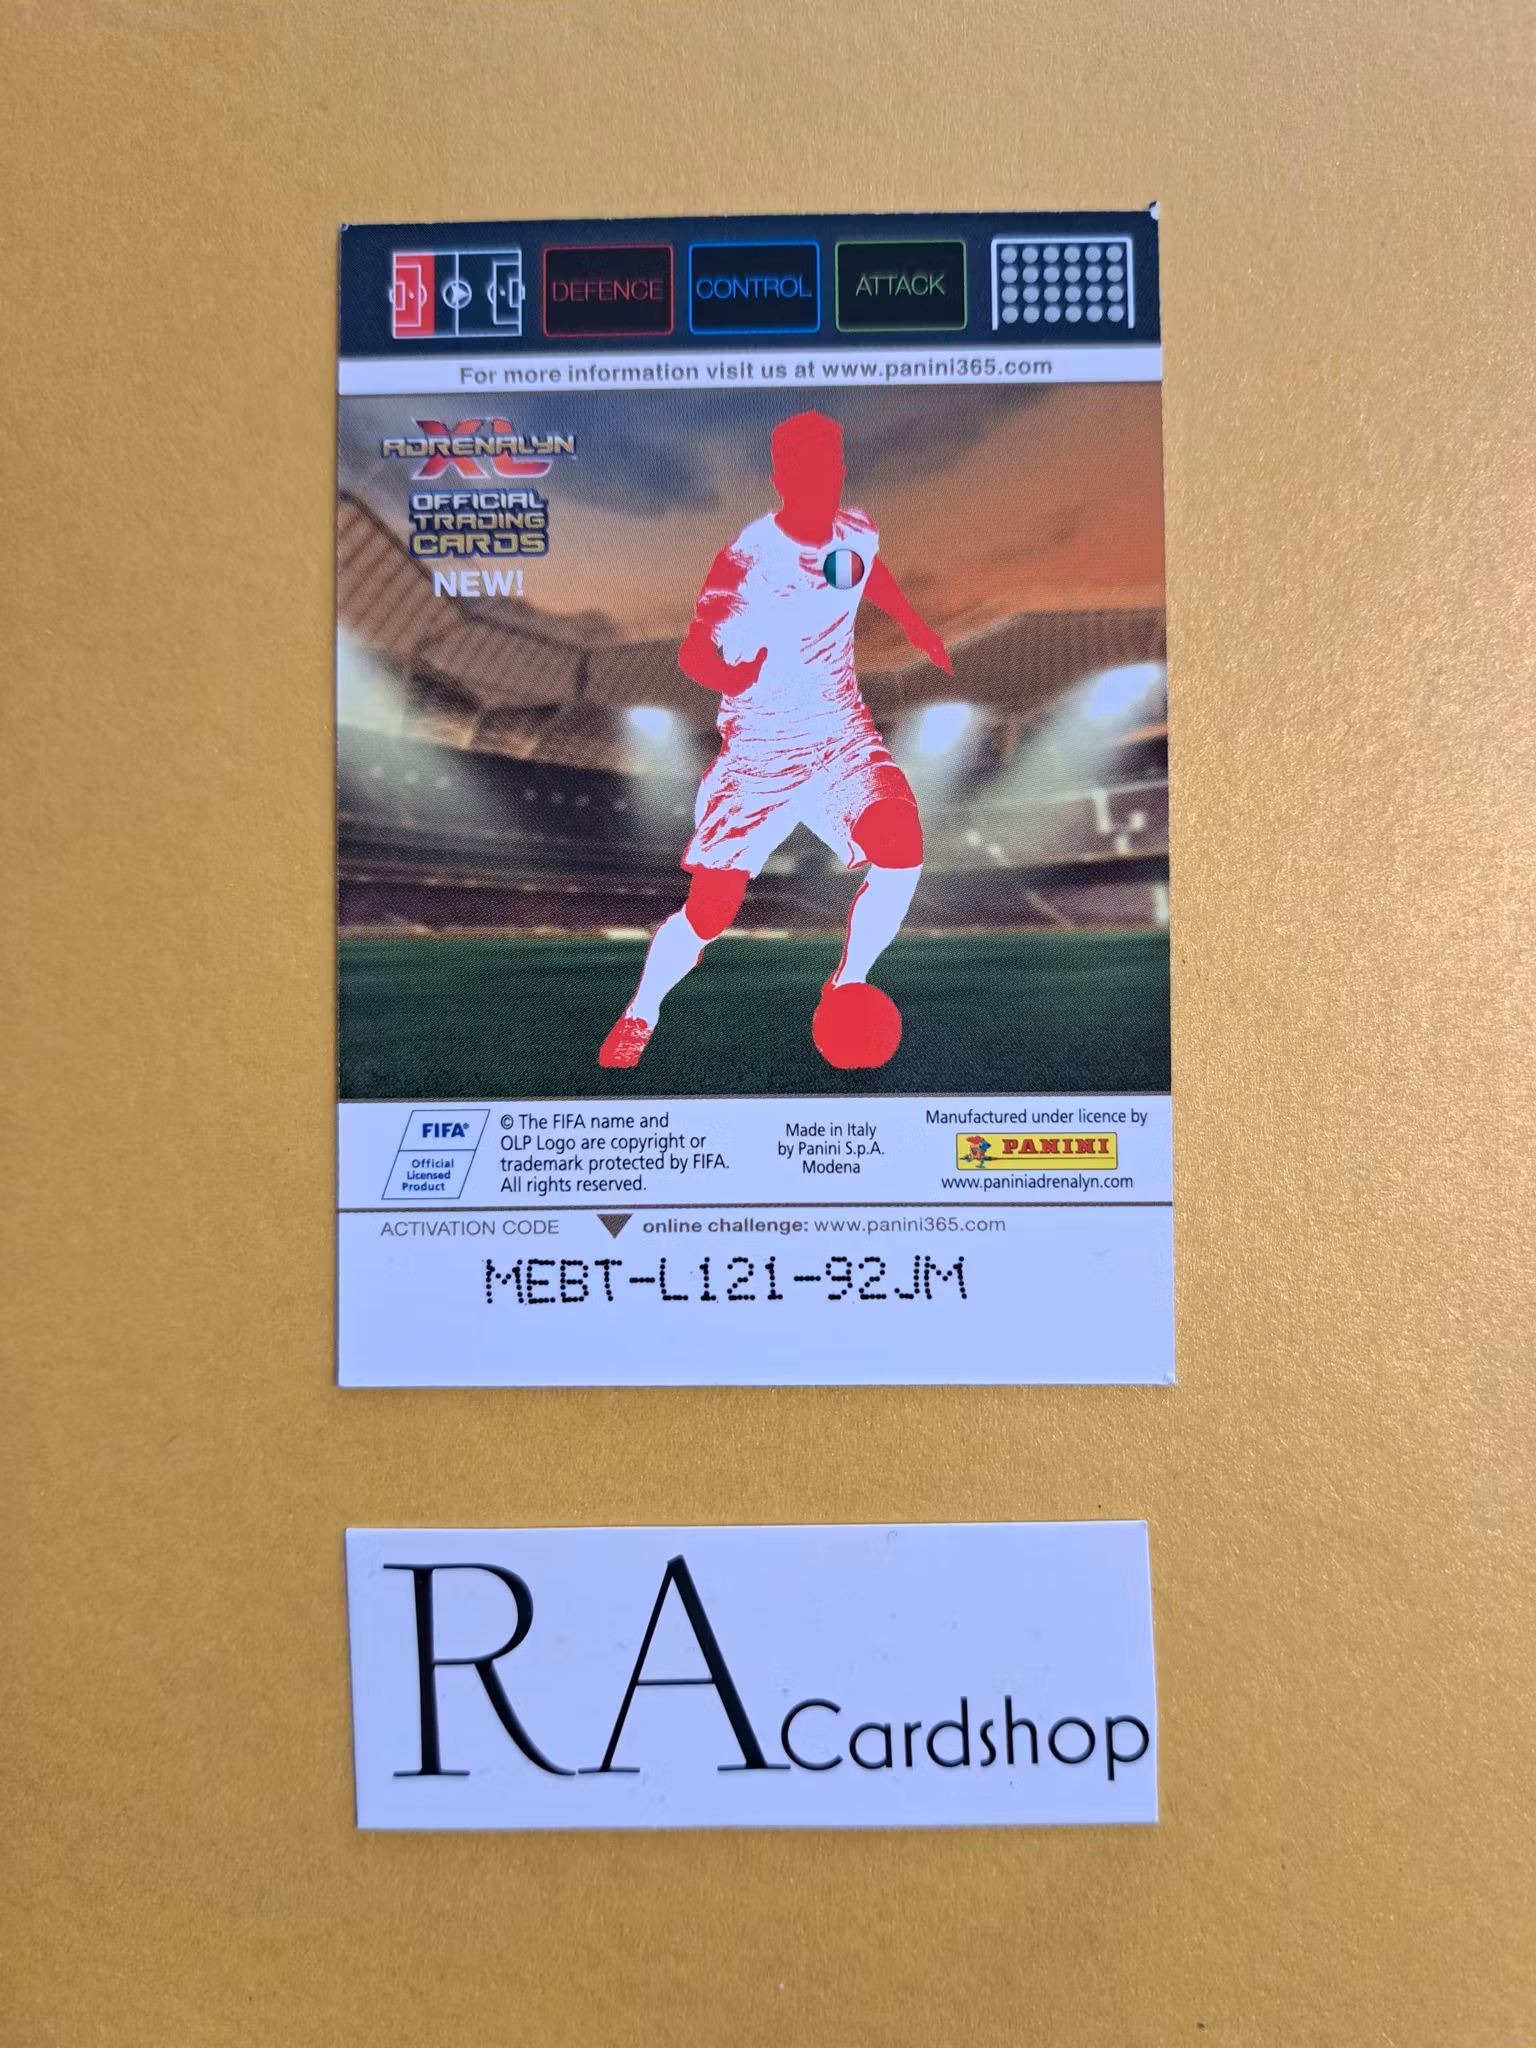 DEFENCE CONTROL ATTACK
For more information visit us at www.panini365.com
ADRENALYN
XL
OFFICIAL
TRADING
CARDS
NEW!
FIFA®
Official
Licensed
Product
© The FIFA name and
OLP Logo are copyright or
trademark protected by FIFA.
All rights reserved.
Made in Italy
by Panini S.p.A.
Modena
Manufactured under licence by
PANINI
www.paniniadrenalyn.com
ACTIVATION CODE online challenge: www.panini365.com
MEBT-L121-92JM
RA Cardshop